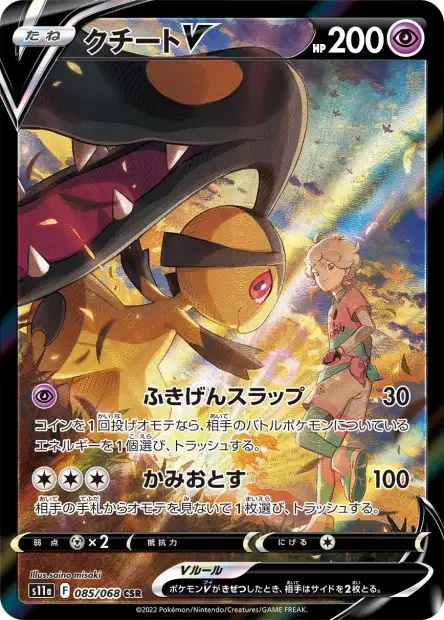 たね
クチートV
HP 200
ふきげんスラップ 30
コインを1回投げオモテなら、相手のバトルポケモンについている
エネルギーを1個選び、トラッシュする。
かみおとす 100
相手の手札からオモテを見ないで1枚選び、トラッシュする。
弱点 ×2 抵抗力 にげる
Illus. saino misaki
Vルール
ポケモンVがきぜつしたとき、相手はサイドを2枚とる。
s11a F 085/068 CSR
©2022 Pokémon/Nintendo/Creatures/GAME FREAK.